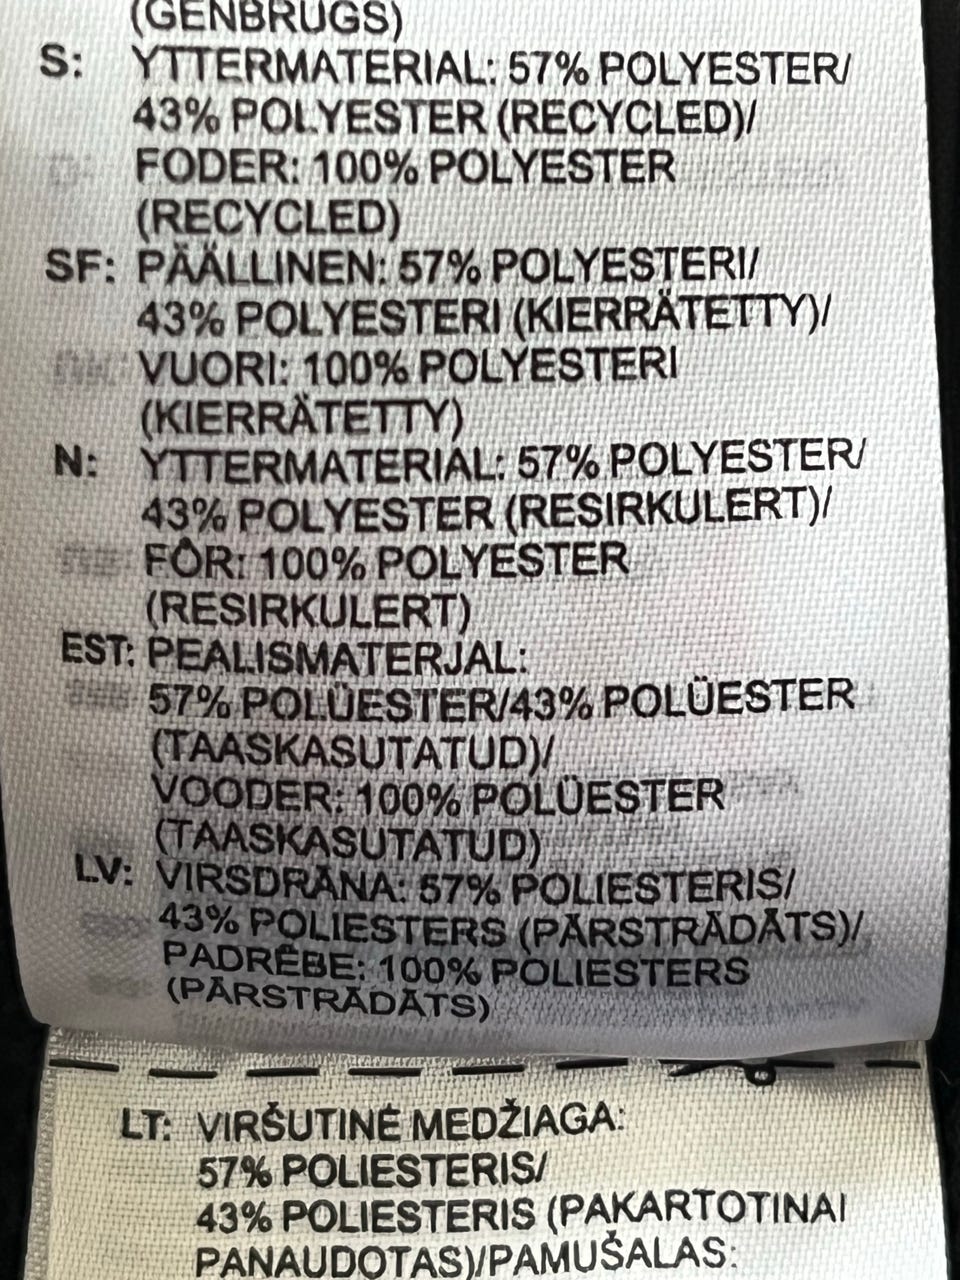 (GENBRUGS)
S: YTTERMATERIAL: 57% POLYESTER/
43% POLYESTER (RECYCLED)/
FODER: 100% POLYESTER
(RECYCLED)
SF: PÄÄLLINEN: 57% POLYESTERI/
43% POLYESTERI (KIERRÄTETTY)/
VUORI: 100% POLYESTERI
(KIERRÄTETTY)
N: YTTERMATERIAL: 57% POLYESTER/
43% POLYESTER (RESIRKULERT)/
FÔR: 100% POLYESTER
(RESIRKULERT)
EST: PEALISMATERJAL:
57% POLÜESTER/43% POLÜESTER
(TAASKASUTATUD)/
VOODER: 100% POLÜESTER
(TAASKASUTATUD)
LV: VIRSDRĀNA: 57% POLIESTERIS/
43% POLIESTERS (PĀRSTRĀDĀTS)/
PADRĒBE: 100% POLIESTERS
(PĀRSTRĀDĀTS)
LT: VIRŠUTINĖ MEDŽIAGA:
57% POLIESTERIS/
43% POLIESTERIS (PAKARTOTINAI
PANAUDOTAS)/PAMUŠALAS: